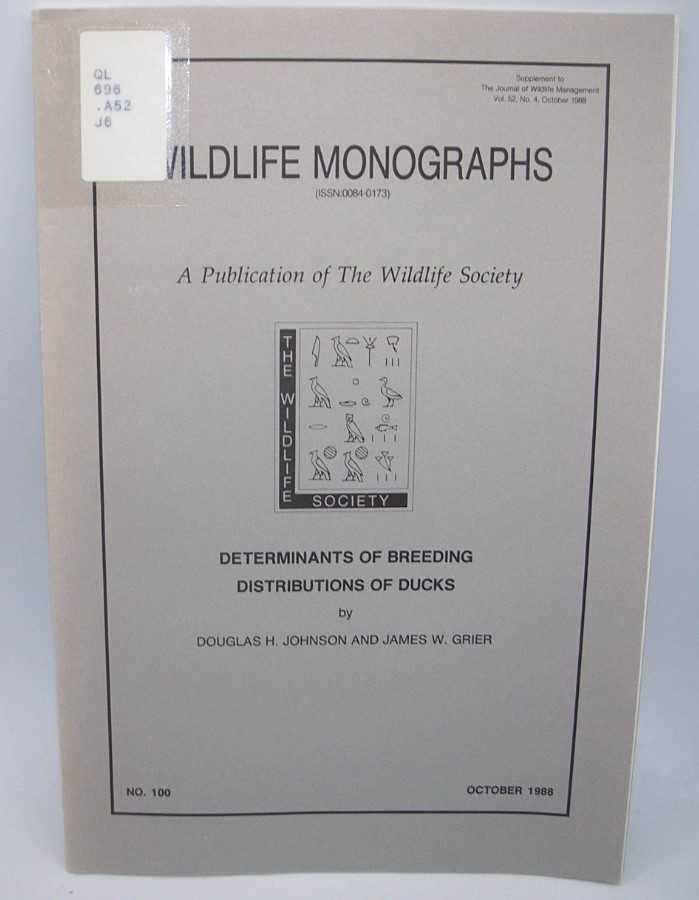 QL
696
.A52
J6
Supplement to
The Journal of Wildlife Management
Vol. 52, No. 4, October 1988
WILDLIFE MONOGRAPHS
(ISSN:0084-0173)
A Publication of The Wildlife Society
THE WILDLIFE
SOCIETY
DETERMINANTS OF BREEDING
DISTRIBUTIONS OF DUCKS
by
DOUGLAS H. JOHNSON AND JAMES W. GRIER
NO. 100
OCTOBER 1988